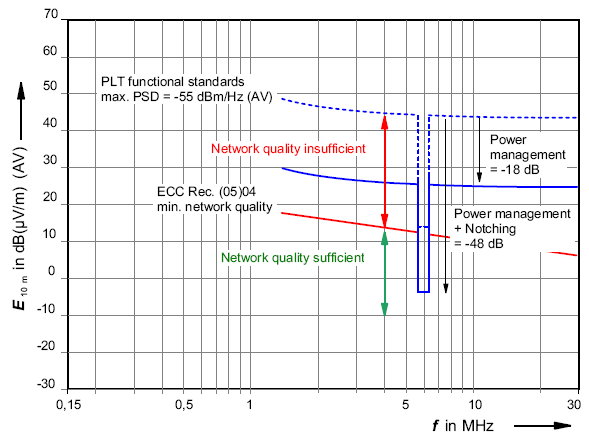 70
60
50
40
30
20
10
0
-10
-20
-30
E 10 m in dB(µV/m) (AV)
PLT functional standards
max. PSD = -55 dBm/Hz (AV)
Network quality insufficient
Power
management
= -18 dB
ECC Rec. (05)04
min. network quality
Power management
+ Notching
= -48 dB
Network quality sufficient
0,15
0,5
1
2
5
10
30
f in MHz